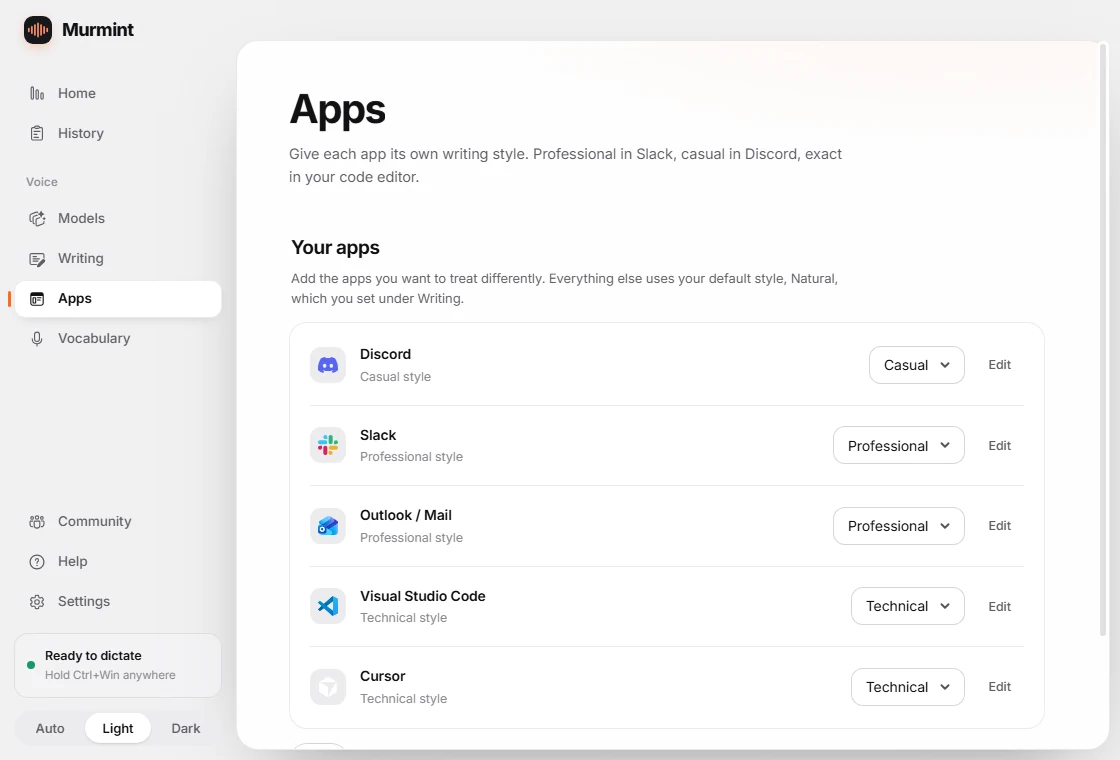 Murmint
Home
History
Voice
Models
Writing
Apps
Vocabulary
Community
Help
Settings
Ready to dictate
Hold Ctrl+Win anywhere
Auto
Light
Dark
Apps
Give each app its own writing style. Professional in Slack, casual in Discord, exact
in your code editor.
Your apps
Add the apps you want to treat differently. Everything else uses your default style, Natural,
which you set under Writing.
Discord
Casual style
Casual
Edit
Slack
Professional style
Professional
Edit
Outlook / Mail
Professional style
Professional
Edit
Visual Studio Code
Technical style
Technical
Edit
Cursor
Technical style
Technical
Edit